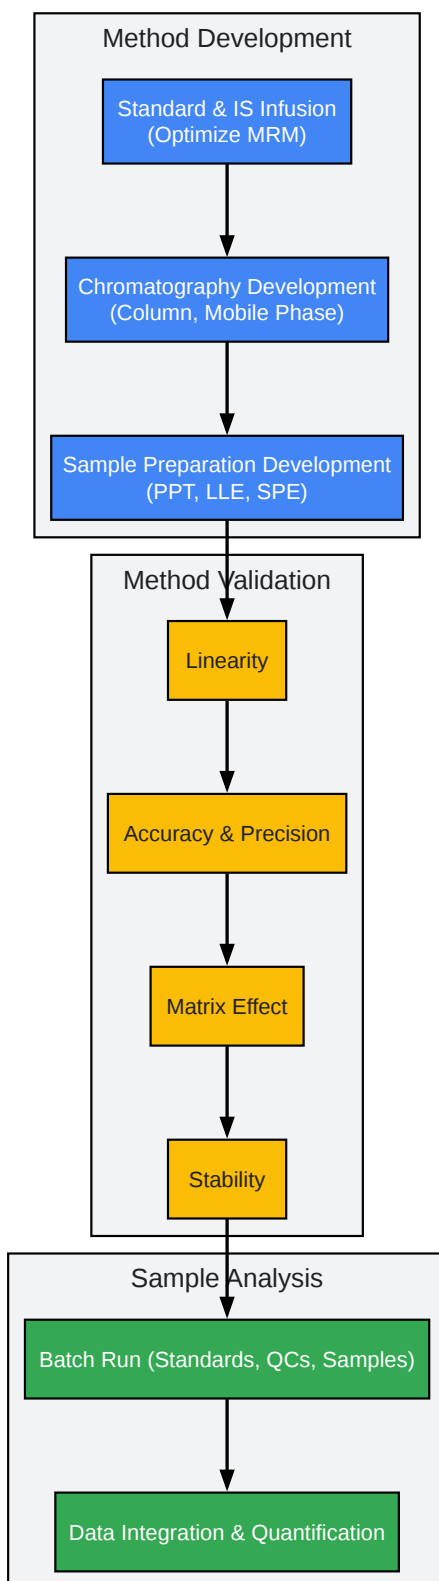 Method Development
Standard & IS Infusion
(Optimize MRM)
Chromatography Development
(Column, Mobile Phase)
Sample Preparation Development
(PPT, LLE, SPE)
Method Validation
Linearity
Accuracy & Precision
Matrix Effect
Stability
Sample Analysis
Batch Run (Standards, QCs, Samples)
Data Integration & Quantification